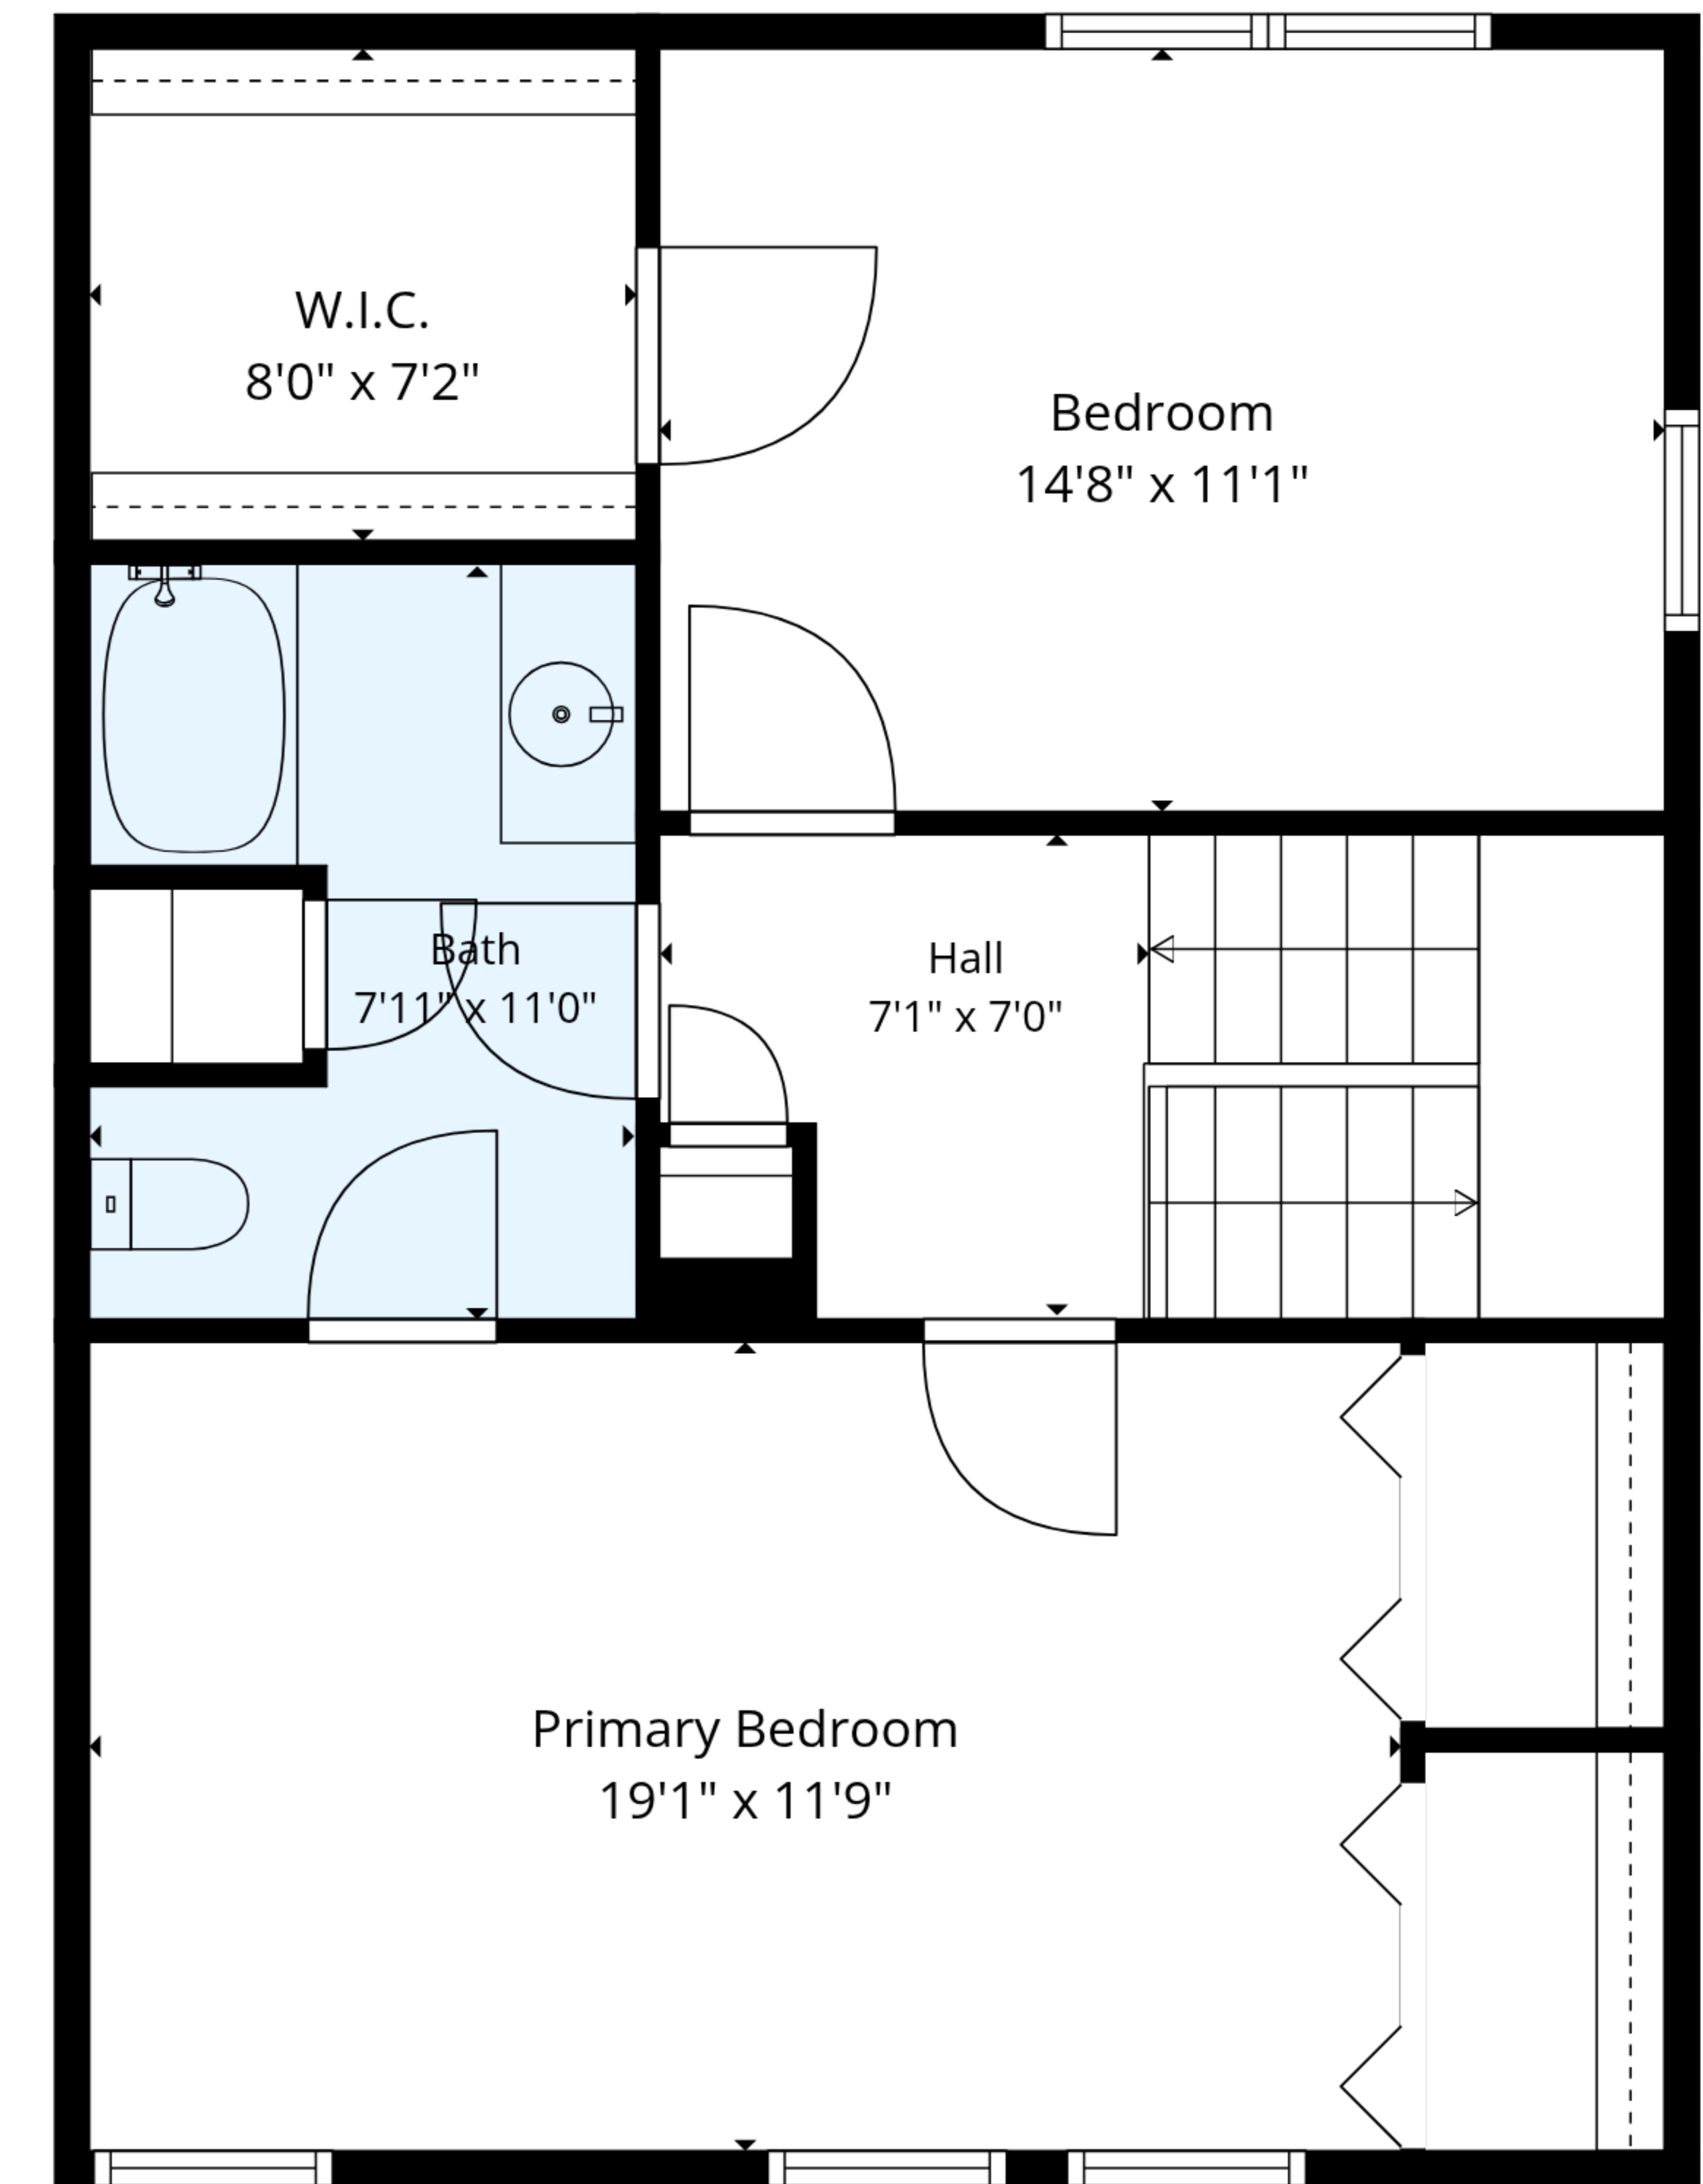 W.I.C.
8'0" x 7'2"
Bedroom
14'8" x 11'1"
Bath
7'11" x 11'0"
Hall
7'1" x 7'0"
Primary Bedroom
19'1" x 11'9"